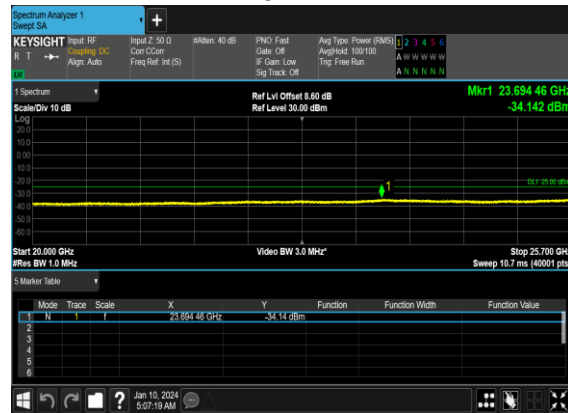 Spectrum Analyzer 1
Swept SA
+
KEYSIGHT
R T
LXI
Input: RF
Coupling: DC
Align: Auto
Input Z: 50 Ω
Corr CCorr
Freq Ref: Int (S)
#Atten: 40 dB
PNO: Fast
Gate: Off
IF Gain: Low
Sig Track: Off
Avg Type: Power (RMS)
Avg|Hold: 100/100
Trig: Free Run
1 2 3 4 5 6
A W W W W W
A N N N N N
1 Spectrum
Scale/Div 10 dB
Ref Lvl Offset 8.60 dB
Ref Level 30.00 dBm
Mkr1 23.694 46 GHz
-34.142 dBm
Log
20.0
10.0
0.00
-10.0
-20.0
-30.0
-40.0
-50.0
-60.0
1
DL1 -25.00 dBm
Start 20.000 GHz
#Res BW 1.0 MHz
Video BW 3.0 MHz*
Stop 25.700 GHz
Sweep 10.7 ms (40001 pts)
5 Marker Table
Mode Trace Scale X Y Function Function Width Function Value
1 N 1 f 23.694 46 GHz -34.14 dBm
2
3
4
5
6
?
Jan 10, 2024
5:07:19 AM